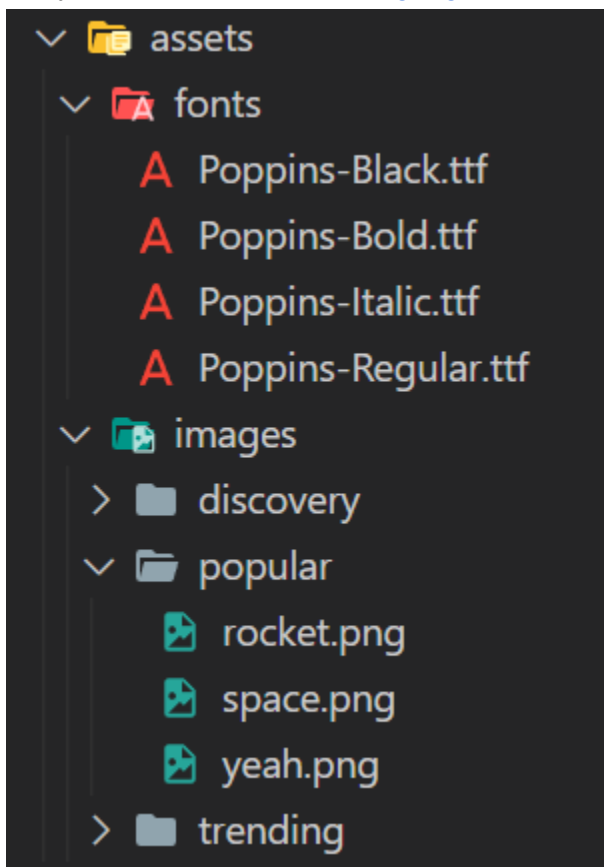 assets
fonts
Poppins-Black.ttf
Poppins-Bold.ttf
Poppins-Italic.ttf
Poppins-Regular.ttf
images
discovery
popular
rocket.png
space.png
yeah.png
trending